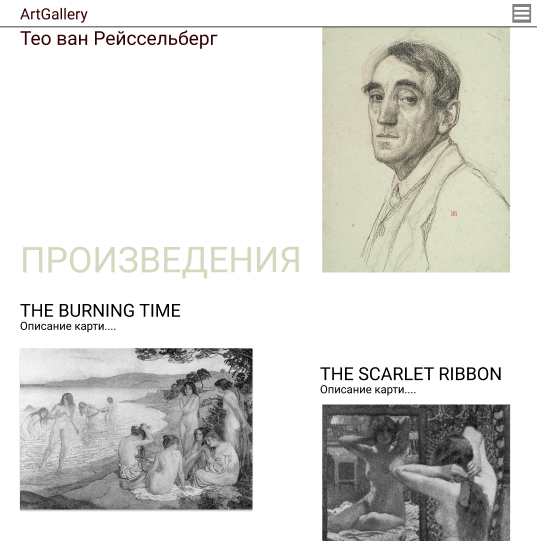 ArtGallery
Тео ван Рейссельберг
ПРОИЗВЕДЕНИЯ
THE BURNING TIME
Описание карти....
THE SCARLET RIBBON
Описание карти....